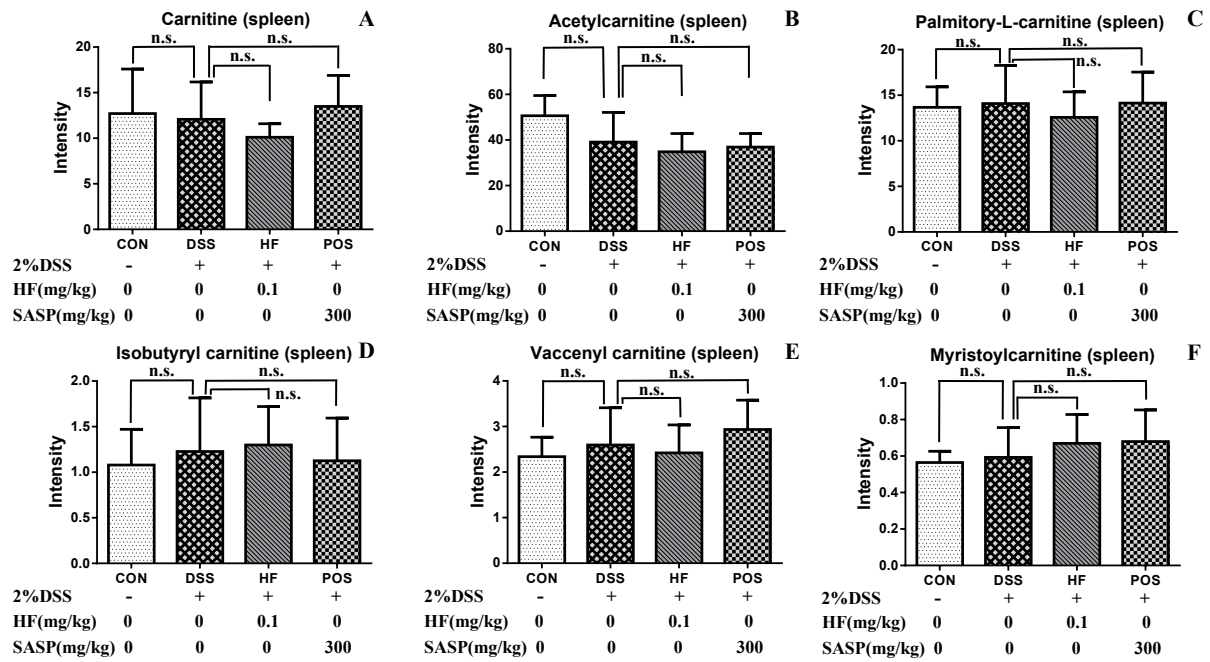 Carnitine (spleen) A
n.s. n.s.
n.s.
Intensity
20
15
10
5
0
CON DSS HF POS
2%DSS - + + +
HF(mg/kg) 0 0 0.1 0
SASP(mg/kg) 0 0 0 300
Acetylcarnitine (spleen) B
n.s. n.s.
n.s.
Intensity
80
60
40
20
0
CON DSS HF POS
2%DSS - + + +
HF(mg/kg) 0 0 0.1 0
SASP(mg/kg) 0 0 0 300
Palmitory-L-carnitine (spleen) C
n.s. n.s.
n.s.
Intensity
20
15
10
5
0
CON DSS HF POS
2%DSS - + + +
HF(mg/kg) 0 0 0.1 0
SASP(mg/kg) 0 0 0 300
Isobutyryl carnitine (spleen) D
n.s. n.s.
n.s.
Intensity
2.0
1.5
1.0
0.5
0.0
CON DSS HF POS
2%DSS - + + +
HF(mg/kg) 0 0 0.1 0
SASP(mg/kg) 0 0 0 300
Vaccenyl carnitine (spleen) E
n.s. n.s.
n.s.
Intensity
4
3
2
1
0
CON DSS HF POS
2%DSS - + + +
HF(mg/kg) 0 0 0.1 0
SASP(mg/kg) 0 0 0 300
Myristoylcarnitine (spleen) F
n.s. n.s.
n.s.
Intensity
1.0
0.8
0.6
0.4
0.2
0.0
CON DSS HF POS
2%DSS - + + +
HF(mg/kg) 0 0 0.1 0
SASP(mg/kg) 0 0 0 300